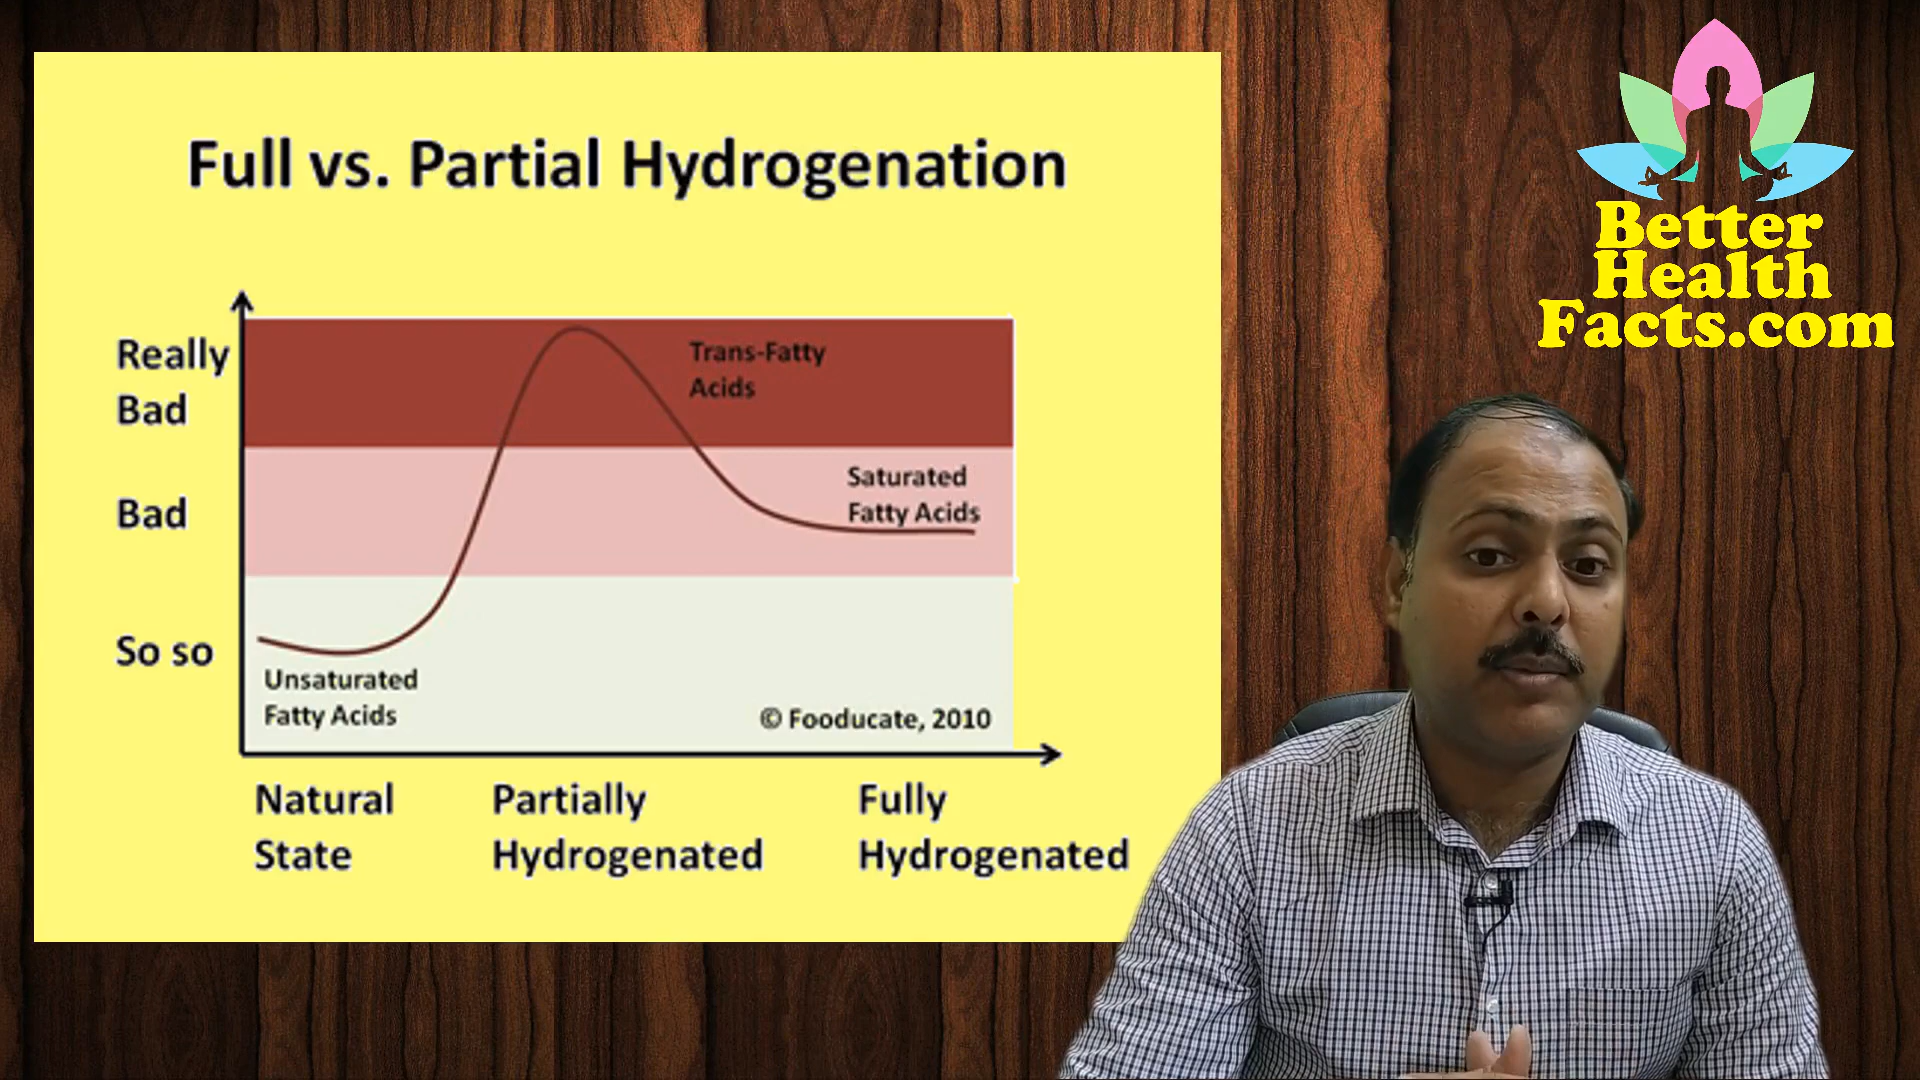 Full vs. Partial Hydrogenation
Really
Bad
Bad
So so
Trans-Fatty
Acids
Saturated
Fatty Acids
Unsaturated
Fatty Acids
© Fooducate, 2010
Natural
State
Partially
Hydrogenated
Fully
Hydrogenated
Better
Health
Facts.com